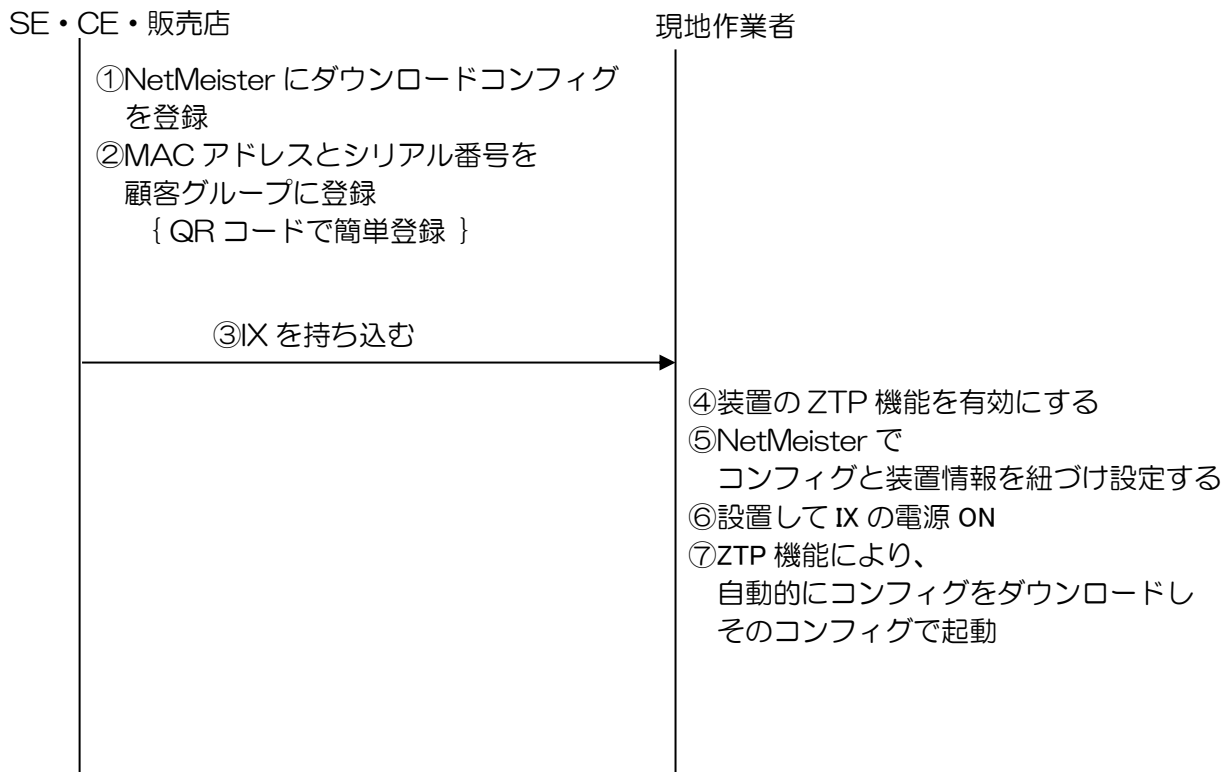 SE・CE・販売店
現地作業者
①NetMeister にダウンロードコンフィグ
を登録
②MAC アドレスとシリアル番号を
顧客グループに登録
{ QR コードで簡単登録 }
③IX を持ち込む
④装置の ZTP 機能を有効にする
⑤NetMeister で
コンフィグと装置情報を紐づけ設定する
⑥設置して IX の電源 ON
⑦ZTP 機能により、
自動的にコンフィグをダウンロードし
そのコンフィグで起動